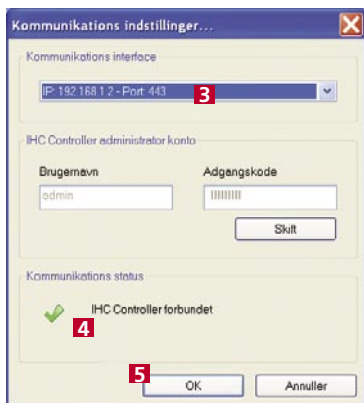 Kommunikations indstillinger...
Kommunikations interface
IP: 192.168.1.2 - Port: 443
3
IHC Controller administrator konto
Brugernavn Adgangskode
admin
Skift
Kommunikations status
IHC Controller forbundet
4
5
OK Annuller